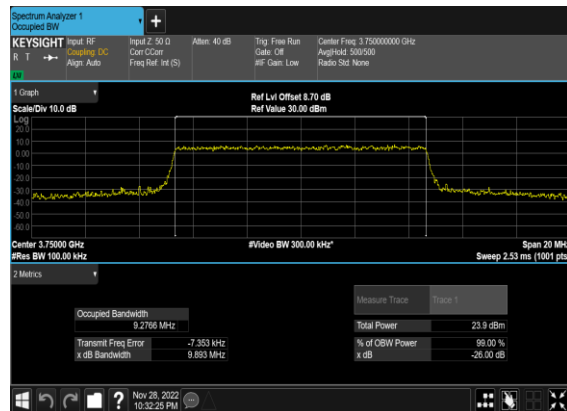 Spectrum Analyzer 1
Occupied BW
+
KEYSIGHT
R T
LXI
Input: RF
Coupling: DC
Align: Auto
Input Z: 50 Ω
Corr CCorr
Freq Ref: Int (S)
Atten: 40 dB
Trig: Free Run
Gate: Off
#IF Gain: Low
Center Freq: 3.750000000 GHz
Avg|Hold: 500/500
Radio Std: None
1 Graph
Scale/Div 10.0 dB
Ref Lvl Offset 8.70 dB
Ref Value 30.00 dBm
Log
20.0
10.0
0.00
-10.0
-20.0
-30.0
-40.0
-50.0
-60.0
Center 3.75000 GHz
#Res BW 100.00 kHz
#Video BW 300.00 kHz*
Span 20 MHz
Sweep 2.53 ms (1001 pts
2 Metrics
Measure Trace
Trace 1
Occupied Bandwidth
9.2766 MHz
Total Power
23.9 dBm
Transmit Freq Error
-7.353 kHz
% of OBW Power
99.00 %
x dB Bandwidth
9.893 MHz
x dB
-26.00 dB
?
Nov 28, 2022
10:32:25 PM